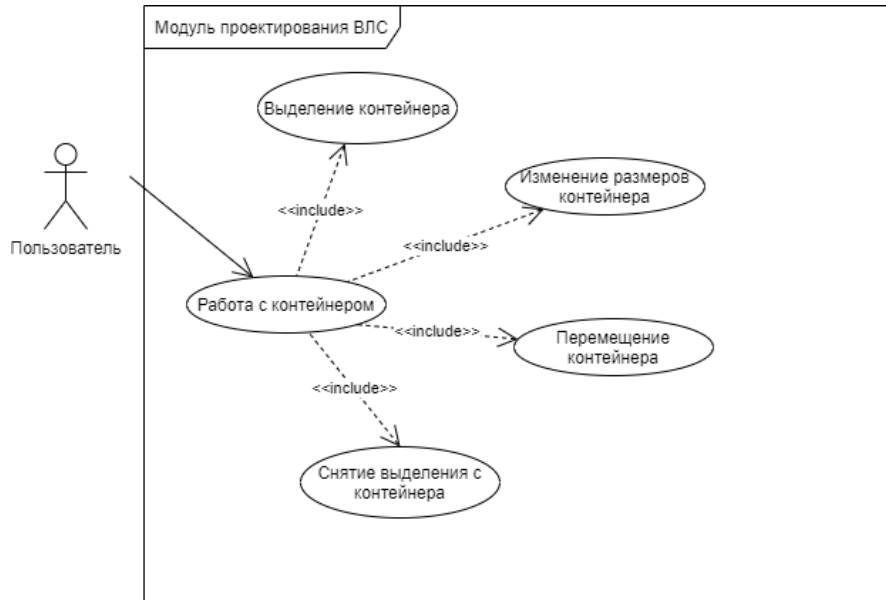 Модуль проектирования ВЛС
Выделение контейнера
Изменение размеров
контейнера
<<include>>
<<include>>
Пользователь
Работа с контейнером
<<include>>
Перемещение
контейнера
<<include>>
Снятие выделения с
контейнера